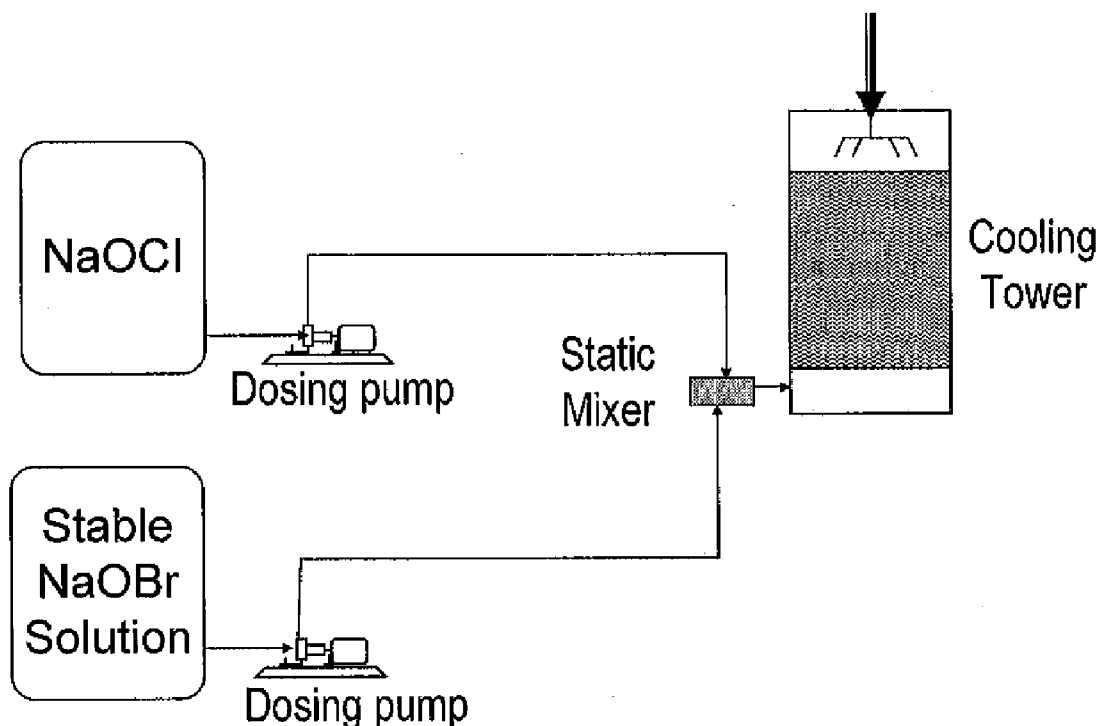 NaOCl
Dosing pump
Static
Mixer
Cooling
Tower
Stable
NaOBr
Solution
Dosing pump